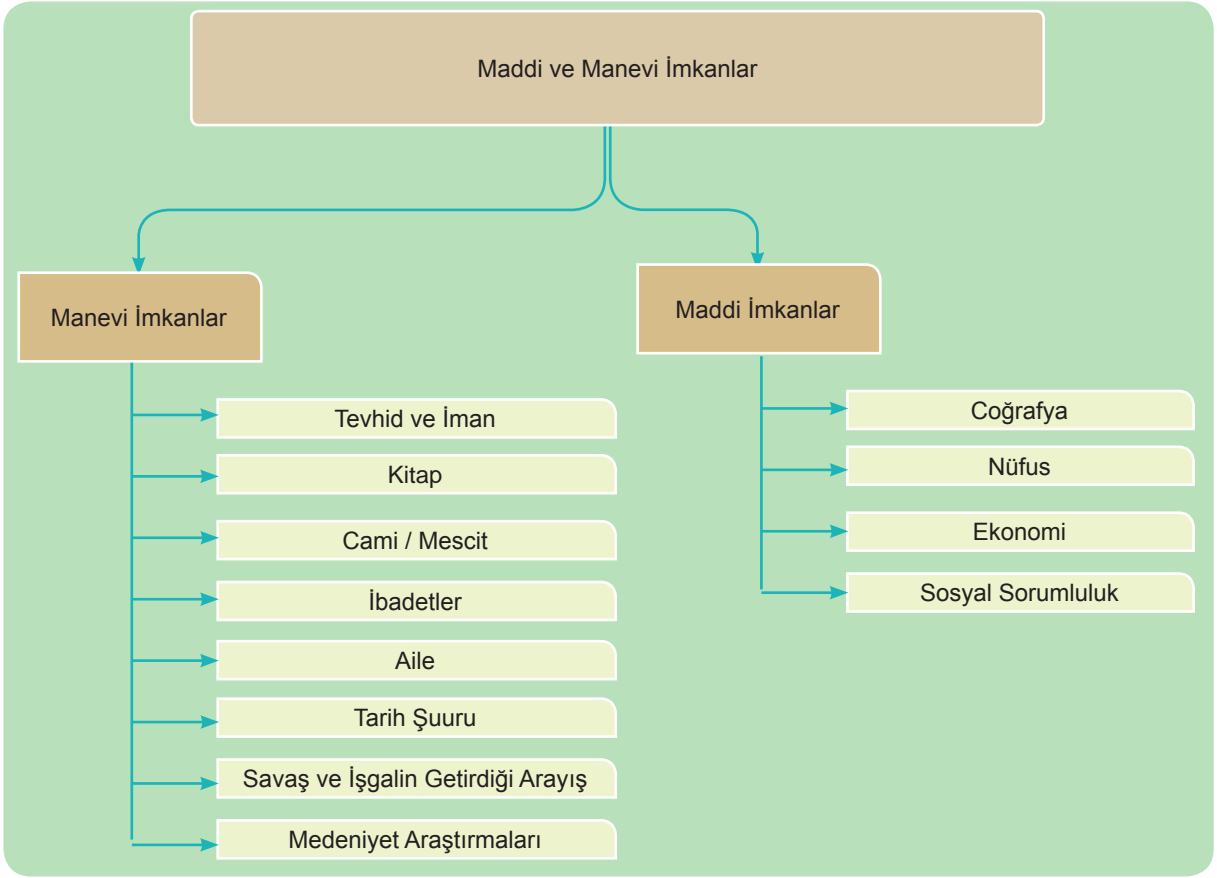 Maddi ve Manevi İmkanlar
Manevi İmkanlar
Tevhid ve İman
Kitap
Cami / Mescit
İbadetler
Aile
Tarih Şuuru
Savaş ve İşgalin Getirdiği Arayış
Medeniyet Araştırmaları
Maddi İmkanlar
Coğrafya
Nüfus
Ekonomi
Sosyal Sorumluluk